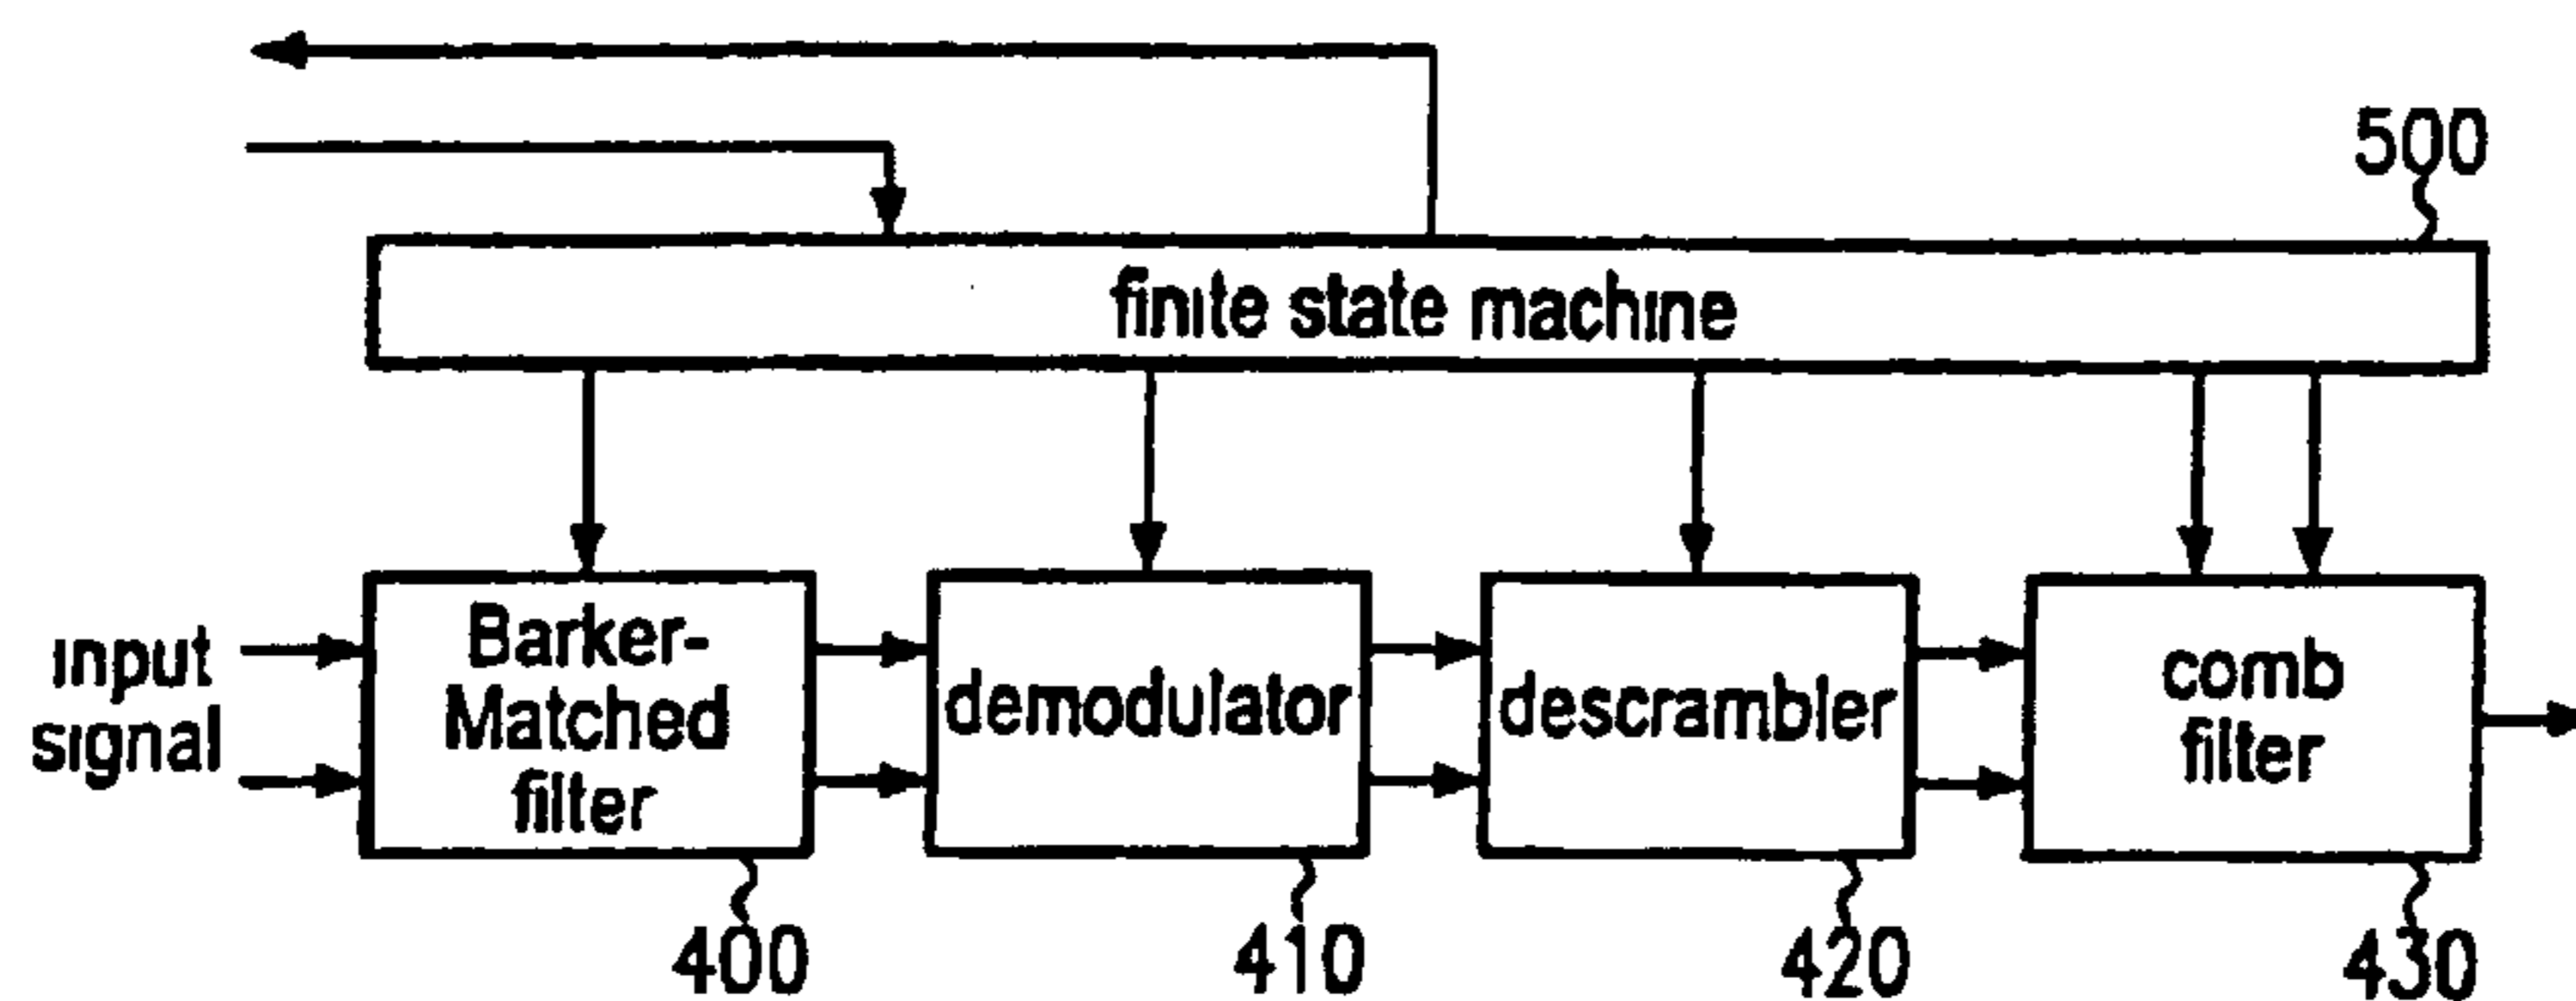 500
finite state machine
input
signal
Barker-
Matched
filter
demodulator
descrambler
comb
filter
400
410
420
430